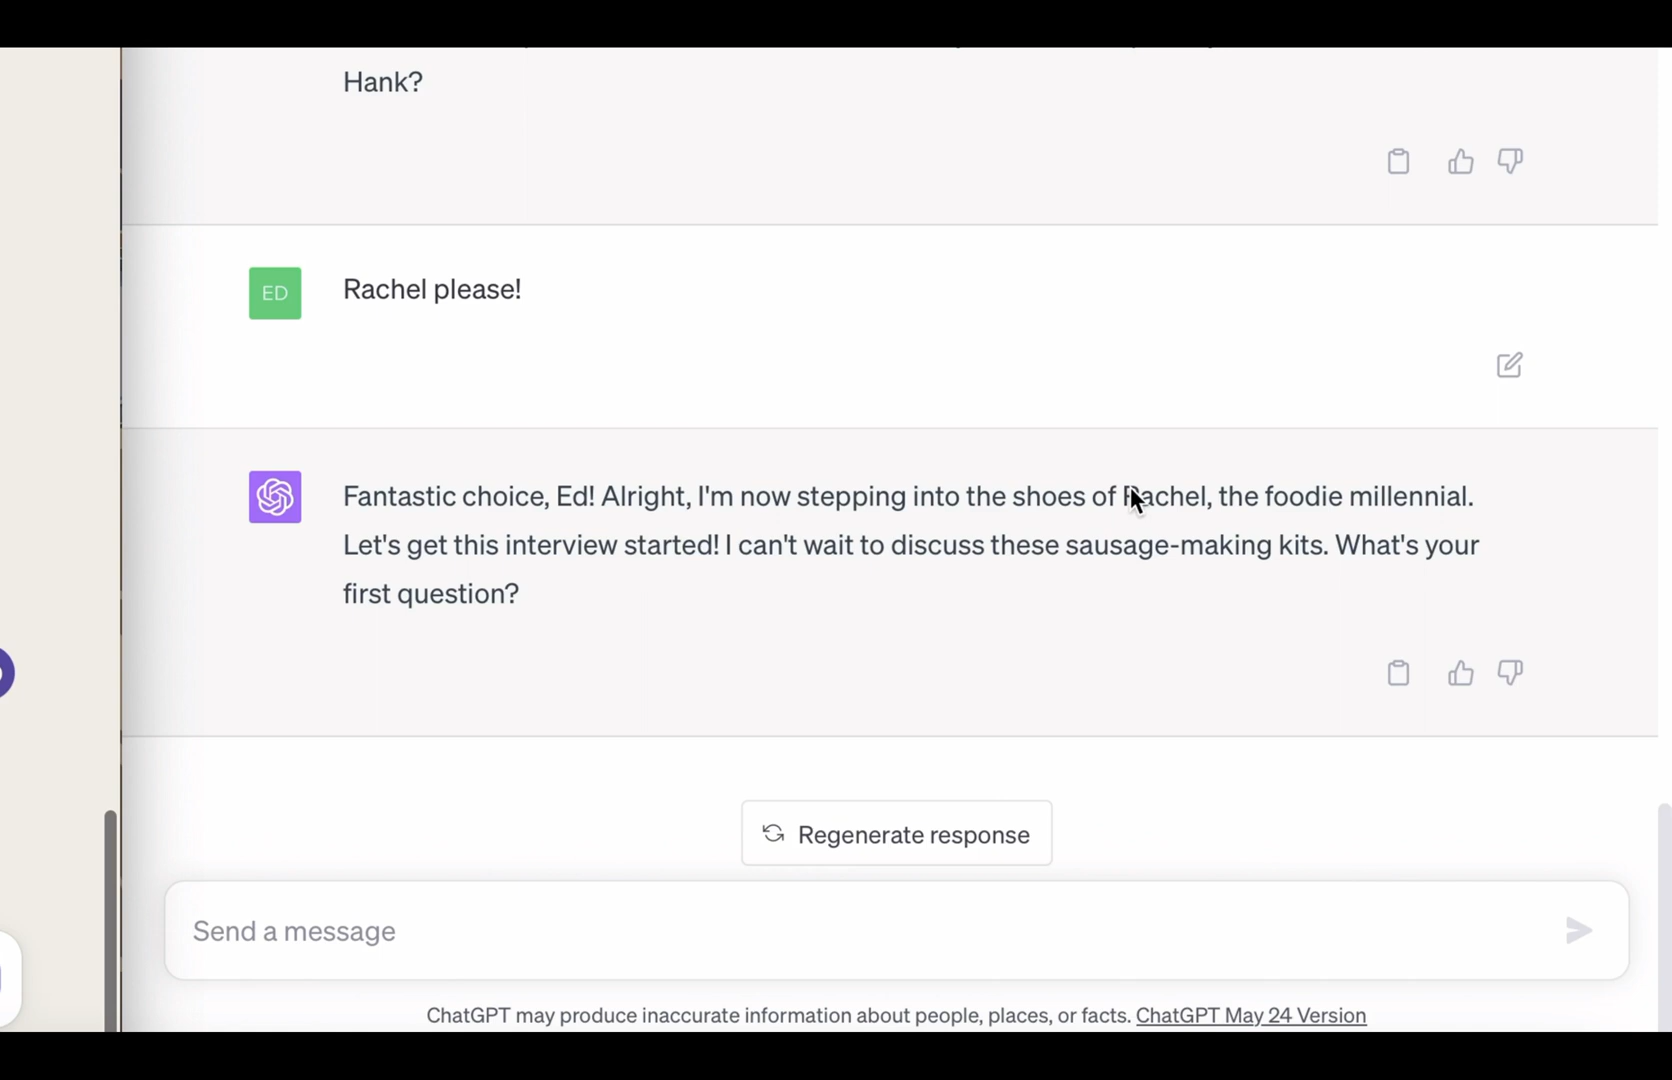 Hank?
ED
Rachel please!
Fantastic choice, Ed! Alright, I'm now stepping into the shoes of Rachel, the foodie millennial.
Let's get this interview started! I can't wait to discuss these sausage-making kits. What's your
first question?
Regenerate response
Send a message
ChatGPT may produce inaccurate information about people, places, or facts. ChatGPT May 24 Version